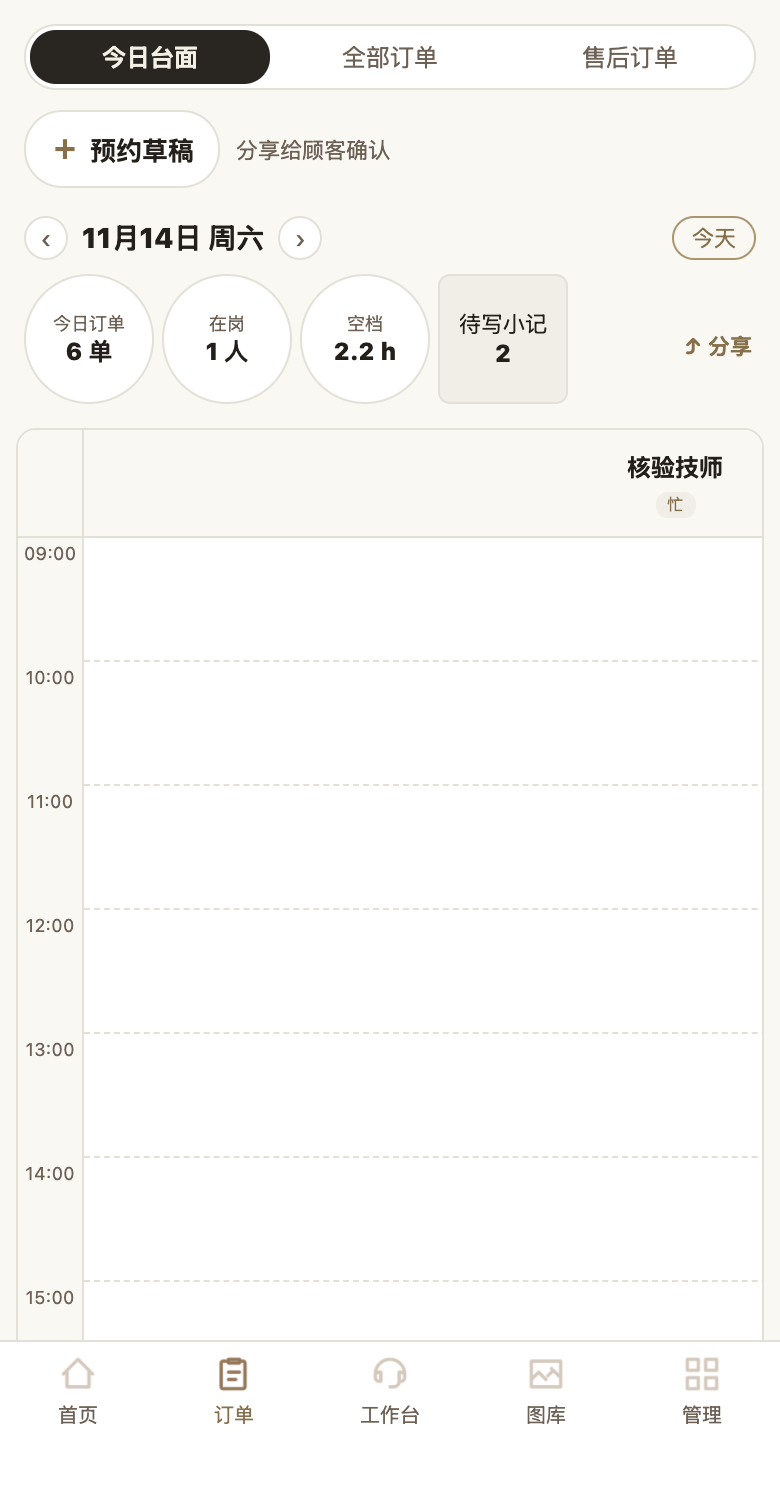 今日台面 全部订单 售后订单
+ 预约草稿 分享给顾客确认
‹ 11月14日 周六 › 今天
今日订单 在岗 空档 待写小记
6 单 1 人 2.2 h 2
分享
核验技师
忙
09:00
10:00
11:00
12:00
13:00
14:00
15:00
首页 订单 工作台 图库 管理